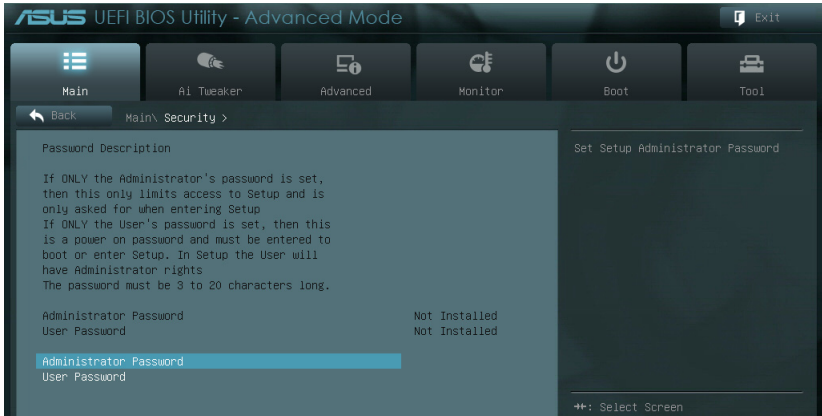 ASUS UEFI BIOS Utility - Advanced Mode
Exit
Main
Ai Tweaker
Advanced
Monitor
Boot
Tool
Back
Main\ Security >
Password Description
If ONLY the Administrator's password is set,
then this only limits access to Setup and is
only asked for when entering Setup
If ONLY the User's password is set, then this
is a power on password and must be entered to
boot or enter Setup. In Setup the User will
have Administrator rights
The password must be 3 to 20 characters long.
Administrator Password Not Installed
User Password Not Installed
Administrator Password
User Password
Set Setup Administrator Password
→←: Select Screen